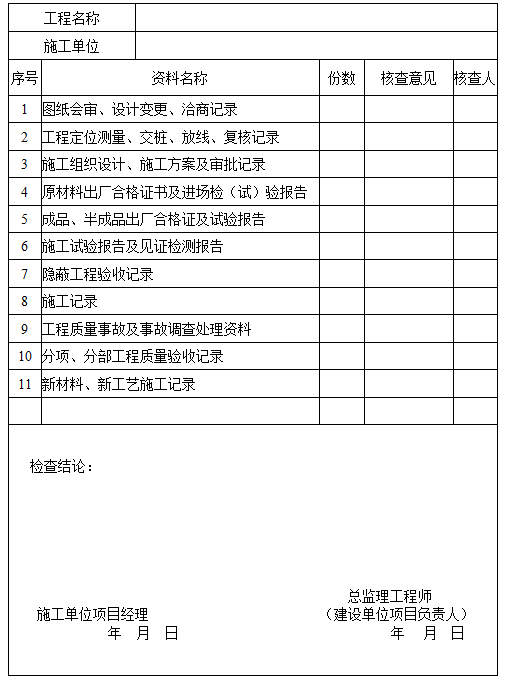 工程名称
施工单位
序号 资料名称 份数 核查意见 核查人
1 图纸会审、设计变更、洽商记录
2 工程定位测量、交桩、放线、复核记录
3 施工组织设计、施工方案及审批记录
4 原材料出厂合格证书及进场检（试）验报告
5 成品、半成品出厂合格证及试验报告
6 施工试验报告及见证检测报告
7 隐蔽工程验收记录
8 施工记录
9 工程质量事故及事故调查处理资料
10 分项、分部工程质量验收记录
11 新材料、新工艺施工记录
检查结论：
总监理工程师
施工单位项目经理 （建设单位项目负责人）
年 月 日 年 月 日